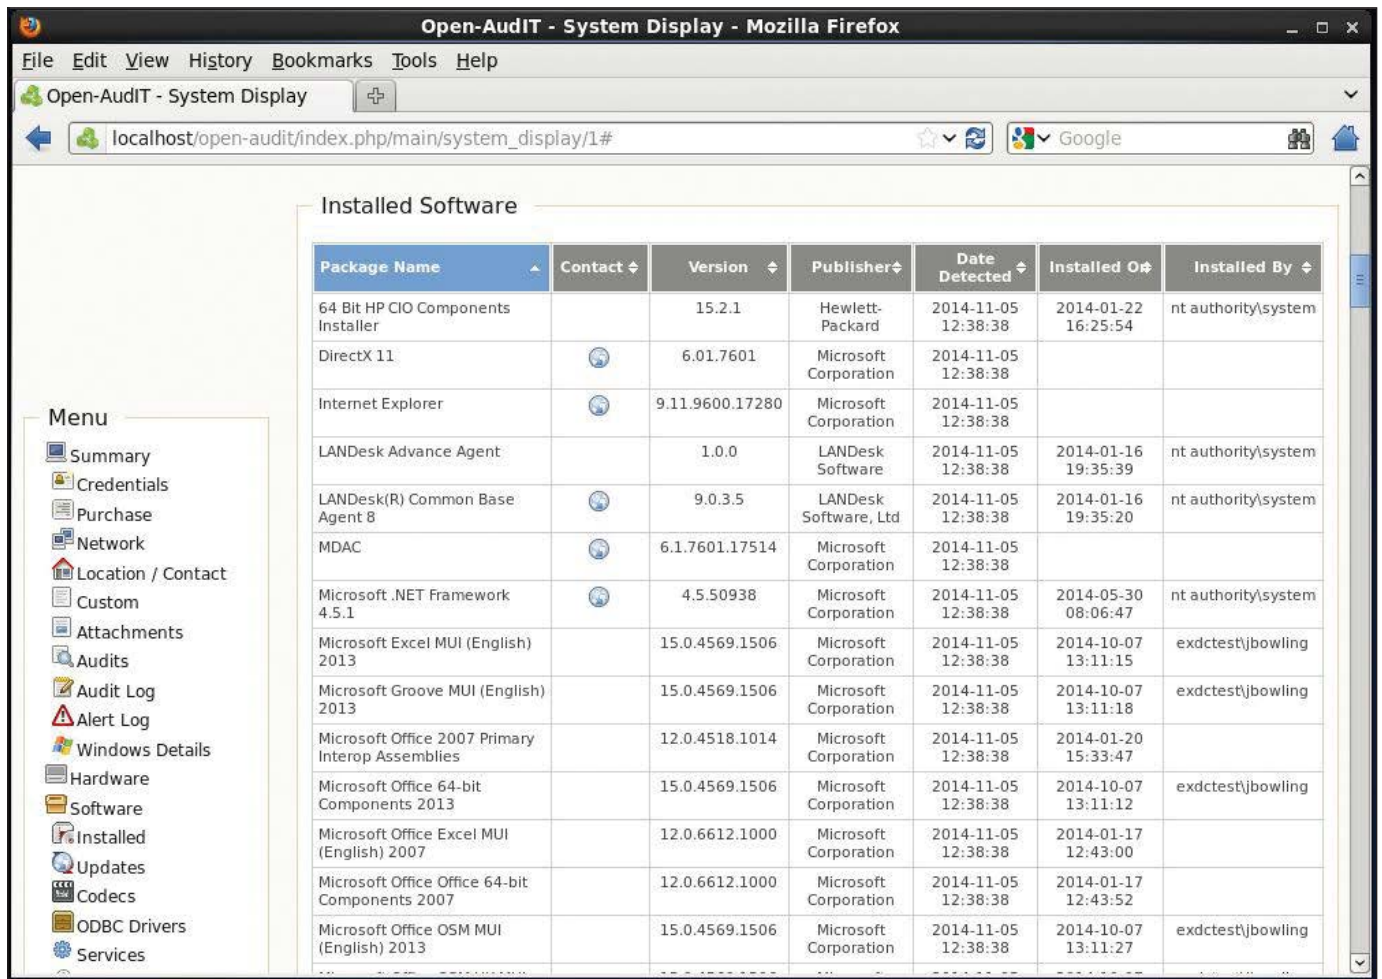 Open-AudIT - System Display - Mozilla Firefox
File Edit View History Bookmarks Tools Help
Open-AudIT - System Display
localhost/open-audit/index.php/main/system_display/1#
Google
Installed Software
Package Name Contact Version Publisher Date Detected Installed On Installed By
64 Bit HP CIO Components 15.2.1 Hewlett- 2014-11-05 2014-01-22 nt authority\system
Installer Packard 12:38:38 16:25:54
DirectX 11 6.01.7601 Microsoft 2014-11-05
Corporation 12:38:38
Internet Explorer 9.11.9600.17280 Microsoft 2014-11-05
Corporation 12:38:38
LANDesk Advance Agent 1.0.0 LANDesk 2014-11-05 2014-01-16 nt authority\system
Software 12:38:38 19:35:39
LANDesk(R) Common Base 9.0.3.5 LANDesk 2014-11-05 2014-01-16 nt authority\system
Agent 8 Software, Ltd 12:38:38 19:35:20
MDAC 6.1.7601.17514 Microsoft 2014-11-05
Corporation 12:38:38
Microsoft .NET Framework 4.5.50938 Microsoft 2014-11-05 2014-05-30 nt authority\system
4.5.1 Corporation 12:38:38 08:06:47
Microsoft Excel MUI (English) 15.0.4569.1506 Microsoft 2014-11-05 2014-10-07 exdctest\jbowling
2013 Corporation 12:38:38 13:11:15
Microsoft Groove MUI (English) 15.0.4569.1506 Microsoft 2014-11-05 2014-10-07 exdctest\jbowling
2013 Corporation 12:38:38 13:11:18
Microsoft Office 2007 Primary 12.0.4518.1014 Microsoft 2014-11-05 2014-01-20
Interop Assemblies Corporation 12:38:38 15:33:47
Microsoft Office 64-bit 15.0.4569.1506 Microsoft 2014-11-05 2014-10-07 exdctest\jbowling
Components 2013 Corporation 12:38:38 13:11:12
Microsoft Office Excel MUI 12.0.6612.1000 Microsoft 2014-11-05 2014-01-17
(English) 2007 Corporation 12:38:38 12:43:00
Microsoft Office Office 64-bit 12.0.6612.1000 Microsoft 2014-11-05 2014-01-17
Components 2007 Corporation 12:38:38 12:43:52
Microsoft Office OSM MUI 15.0.4569.1506 Microsoft 2014-11-05 2014-10-07 exdctest\jbowling
(English) 2013 Corporation 12:38:38 13:11:27
Menu
Summary
Credentials
Purchase
Network
Location / Contact
Custom
Attachments
Audits
Audit Log
Alert Log
Windows Details
Hardware
Software
Installed
Updates
Codecs
ODBC Drivers
Services